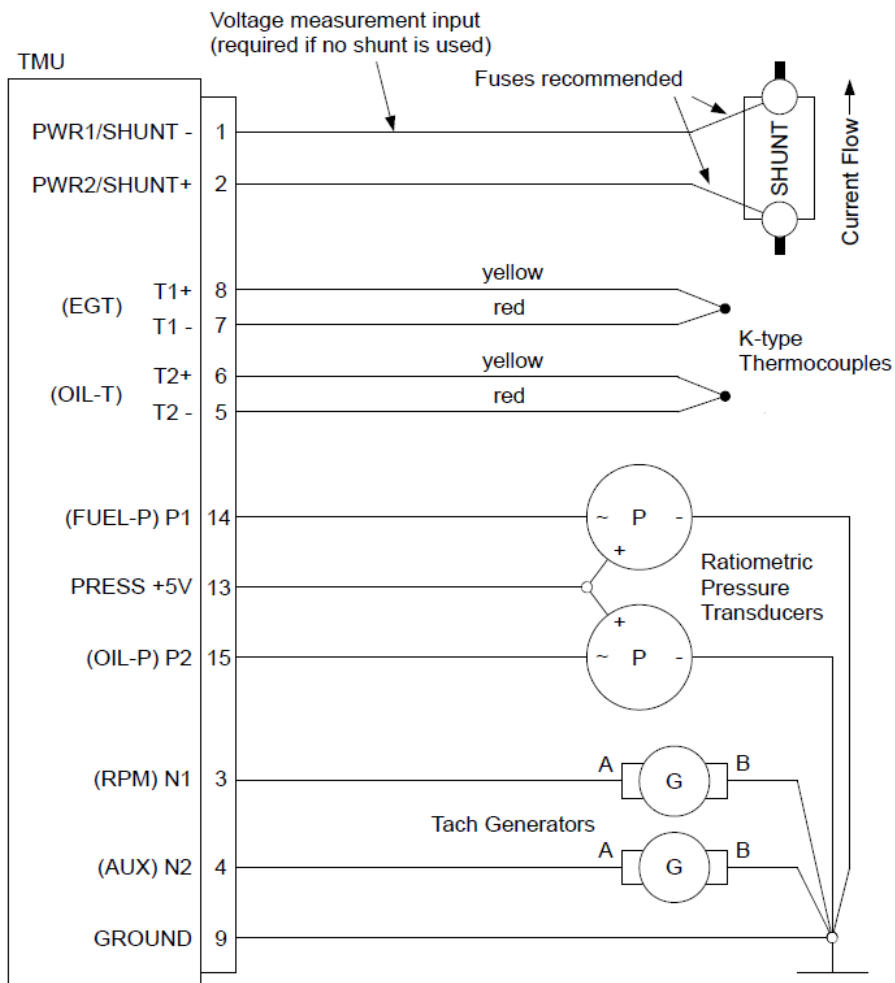 Voltage measurement input
(required if no shunt is used)
TMU
Fuses recommended
PWR1/SHUNT - 1
PWR2/SHUNT+ 2
SHUNT
Current Flow
(EGT)
T1+ 8 yellow
T1 - 7 red
K-type
Thermocouples
(OIL-T)
T2+ 6 yellow
T2 - 5 red
(FUEL-P) P1 14 ~ P -
+
PRESS +5V 13
Ratiometric
Pressure
Transducers
+
(OIL-P) P2 15 ~ P -
(RPM) N1 3 A G B
Tach Generators
(AUX) N2 4 A G B
GROUND 9